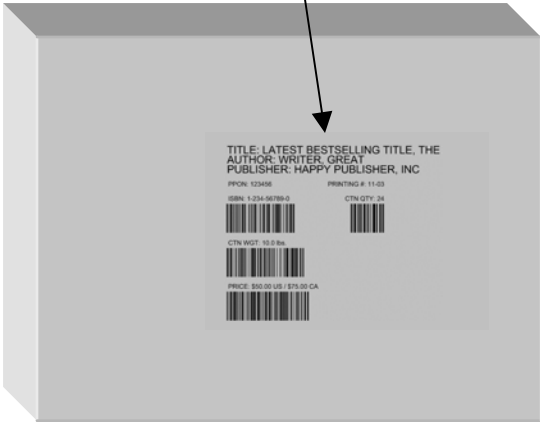 TITLE: LATEST BESTSELLING TITLE, THE
AUTHOR: WRITER, GREAT
PUBLISHER: HAPPY PUBLISHER, INC
PPON: 123456 PRINTING #: 11-03
ISBN: 1-234-56789-0 CTN QTY: 24
CTN WGT: 10.0 lbs.
PRICE: $50.00 US / $75.00 CA